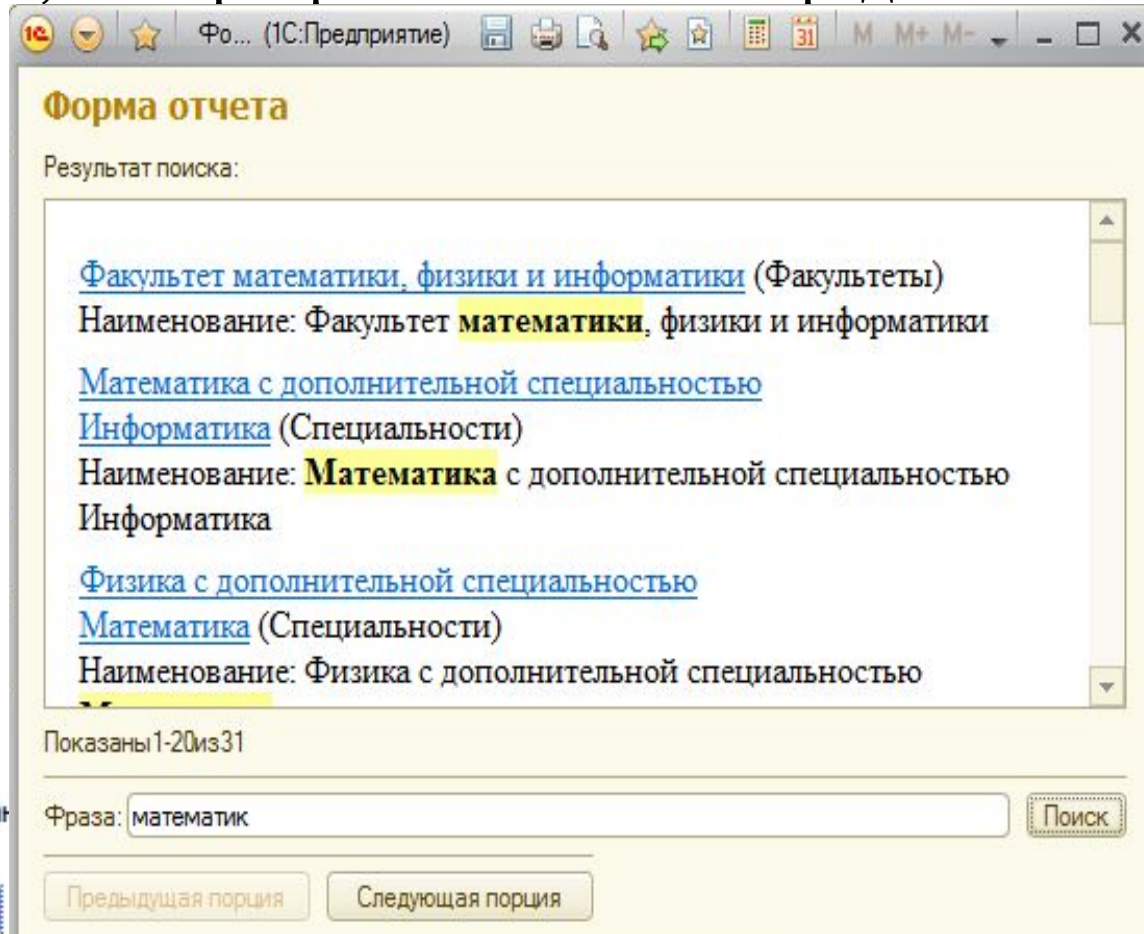 Фо... (1С:Предприятие) 31 M M+ M-
Форма отчета
Результат поиска:
Факультет математики, физики и информатики (Факультеты)
Наименование: Факультет математики, физики и информатики
Математика с дополнительной специальностью
Информатика (Специальности)
Наименование: Математика с дополнительной специальностью
Информатика
Физика с дополнительной специальностью
Математика (Специальности)
Наименование: Физика с дополнительной специальностью
Показаны1-20из31
Фраза: математик Поиск
Предыдущая порция Следующая порция